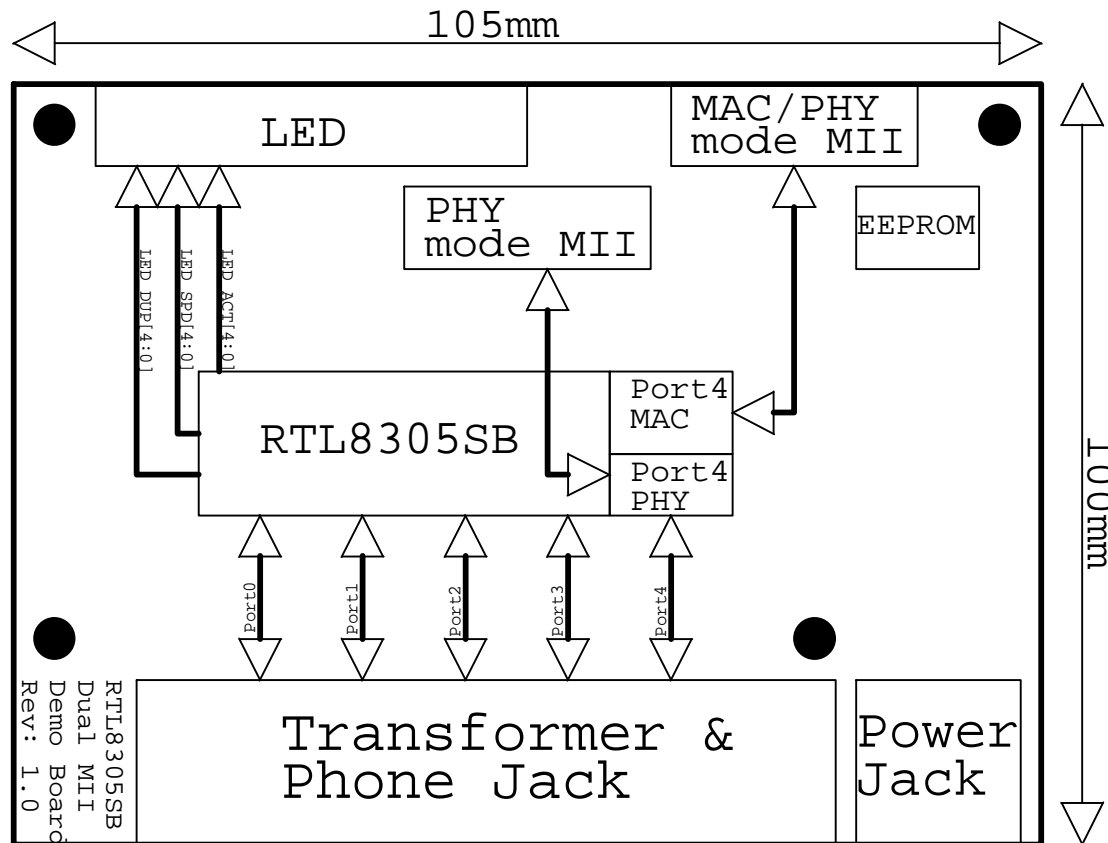 105mm
LED
MAC/PHY
mode MII
PHY
mode MII
EEPROM
LED DUP[4:0]
LED SPD[4:0]
LED ACT[4:0]
RTL8305SB
Port4
MAC
Port4
PHY
100mm
Port0
Port1
Port2
Port3
Port4
RTL8305SB
Dual MII
Demo Board
Rev: 1.0
Transformer &
Phone Jack
Power
Jack